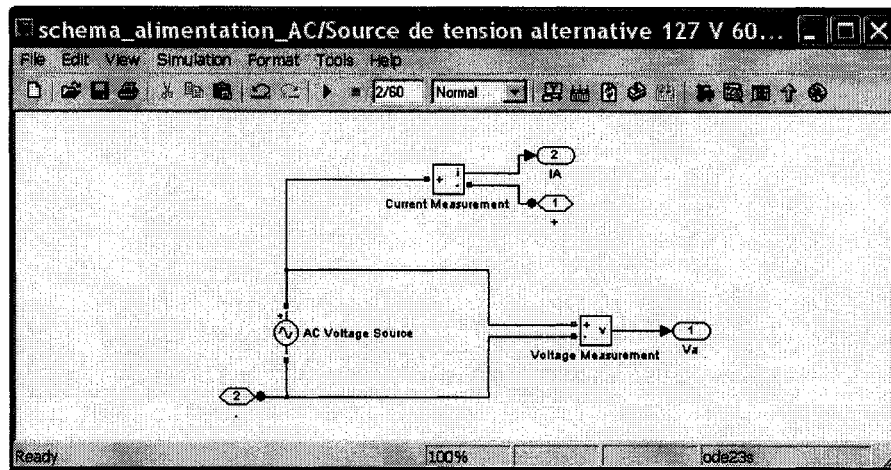 schema_alimentation_AC/Source de tension alternative 127 V 60...
File Edit View Simulation Format Tools Help
2/60 Normal
+ i -
2
IA
Current Measurement
1
+
+
AC Voltage Source
+ - v
1
Voltage Measurement
Va
2
-
Ready 100% ode23s